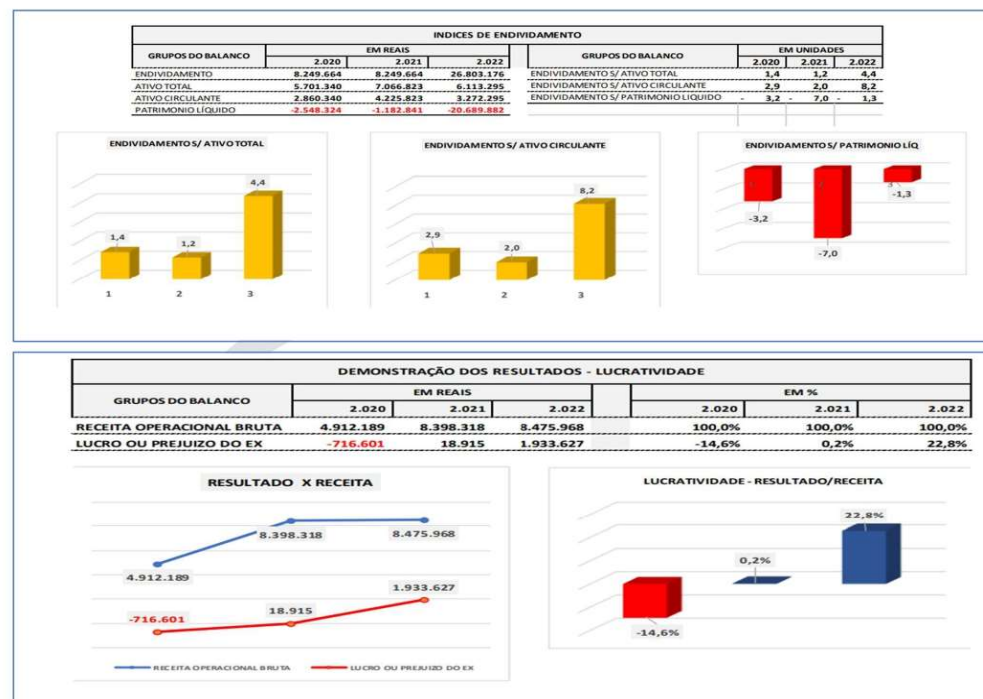 INDICES DE ENDIVIDAMENTO
GRUPOS DO BALANCO EM REAIS GRUPOS DO BALANCO EM UNIDADES
2.020 2.021 2.022 2.020 2.021 2.022
ENDIVIDAMENTO 8.249.664 8.249.664 26.803.176 ENDIVIDAMENTO S/ ATIVO TOTAL 1,4 1,2 4,4
ATIVO TOTAL 5.701.340 7.066.823 6.113.295 ENDIVIDAMENTO S/ ATIVO CIRCULANTE 2,9 2,0 8,2
ATIVO CIRCULANTE 2.860.340 4.225.823 3.272.295 ENDIVIDAMENTO S/ PATRIMONIO LIQUIDO - 3,2 - 7,0 - 1,3
PATRIMONIO LÍQUIDO -2.548.324 -1.182.841 -20.689.882
ENDIVIDAMENTO S/ ATIVO TOTAL
4,4
1,4
1,2
1 2 3
ENDIVIDAMENTO S/ ATIVO CIRCULANTE
8,2
2,9
2,0
1 2 3
ENDIVIDAMENTO S/ PATRIMONIO LÍQ
-1,3
-3,2
-7,0
DEMONSTRAÇÃO DOS RESULTADOS - LUCRATIVIDADE
GRUPOS DO BALANCO EM REAIS EM %
2.020 2.021 2.022 2.020 2.021 2.022
RECEITA OPERACIONAL BRUTA 4.912.189 8.398.318 8.475.968 100,0% 100,0% 100,0%
LUCRO OU PREJUIZO DO EX -716.601 18.915 1.933.627 -14,6% 0,2% 22,8%
RESULTADO X RECEITA
8.398.318 8.475.968
4.912.189
1.933.627
-716.601 18.915
RECEITA OPERACIONAL BRUTA LUCRO OU PREJUIZO DO EX
LUCRATIVIDADE - RESULTADO/RECEITA
22,8%
0,2%
-14,6%